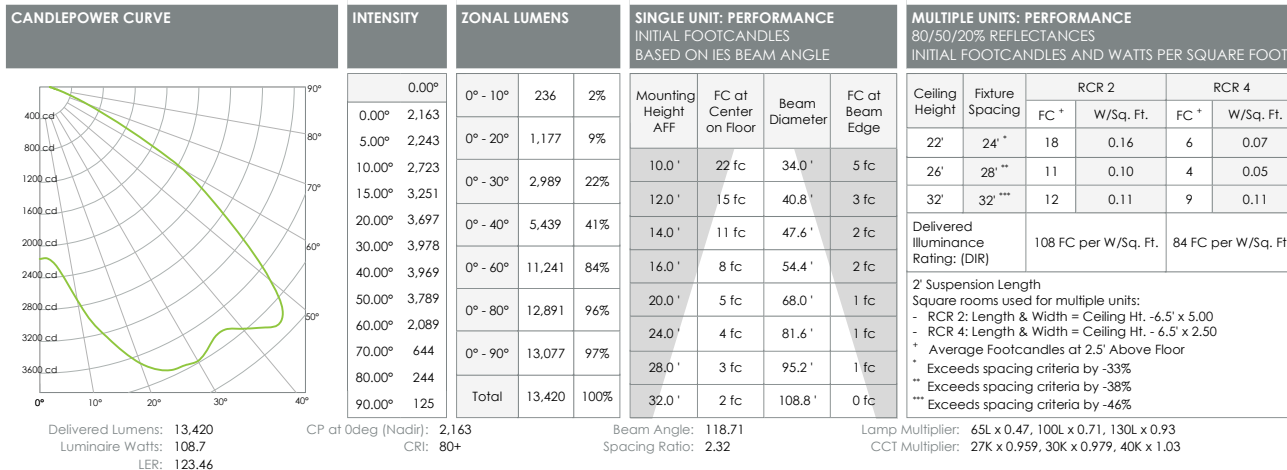 CANDLEPOWER CURVE
400 cd
800 cd
1200 cd
1600 cd
2000 cd
2400 cd
2800 cd
3600 cd
90°
80°
70°
60°
50°
0°
10°
20°
30°
40°
INTENSITY
0.00°
0.00° 2,163
5.00° 2,243
10.00° 2,723
15.00° 3,251
20.00° 3,697
30.00° 3,978
40.00° 3,969
50.00° 3,789
60.00° 2,089
70.00° 644
80.00° 244
90.00° 125
ZONAL LUMENS
0° - 10° 236 2%
0° - 20° 1,177 9%
0° - 30° 2,989 22%
0° - 40° 5,439 41%
0° - 60° 11,241 84%
0° - 80° 12,891 96%
0° - 90° 13,077 97%
Total 13,420 100%
SINGLE UNIT: PERFORMANCE
INITIAL FOOTCANDLES
BASED ON IES BEAM ANGLE
Mounting Height AFF
FC at Center on Floor
Beam Diameter
FC at Beam Edge
10.0 ' 22 fc 34.0 ' 5 fc
12.0 ' 15 fc 40.8 ' 3 fc
14.0 ' 11 fc 47.6 ' 2 fc
16.0 ' 8 fc 54.4 ' 2 fc
20.0 ' 5 fc 68.0 ' 1 fc
24.0 ' 4 fc 81.6 ' 1 fc
28.0 ' 3 fc 95.2 ' 1 fc
32.0 ' 2 fc 108.8 ' 0 fc
MULTIPLE UNITS: PERFORMANCE
80/50/20% REFLECTANCES
INITIAL FOOTCANDLES AND WATTS PER SQUARE FOOT
Ceiling Height
Fixture Spacing
RCR 2
RCR 4
FC + W/Sq. Ft. FC + W/Sq. Ft.
22' 24' * 18 0.16 6 0.07
26' 28' ** 11 0.10 4 0.05
32' 32' *** 12 0.11 9 0.11
Delivered
Illuminance
Rating: (DIR)
108 FC per W/Sq. Ft. 84 FC per W/Sq. Ft
2' Suspension Length
Square rooms used for multiple units:
- RCR 2: Length & Width = Ceiling Ht. -6.5' x 5.00
- RCR 4: Length & Width = Ceiling Ht. - 6.5' x 2.50
+ Average Footcandles at 2.5' Above Floor
* Exceeds spacing criteria by -33%
** Exceeds spacing criteria by -38%
*** Exceeds spacing criteria by -46%
Delivered Lumens: 13,420
Luminaire Watts: 108.7
LER: 123.46
CP at 0deg (Nadir): 2,163
CRI: 80+
Beam Angle: 118.71
Spacing Ratio: 2.32
Lamp Multiplier: 65L x 0.47, 100L x 0.71, 130L x 0.93
CCT Multiplier: 27K x 0.959, 30K x 0.979, 40K x 1.03